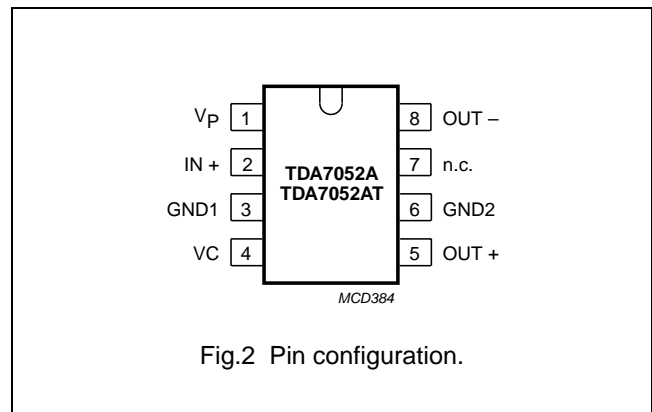 VP 1 8 OUT –
IN + 2 7 n.c.
TDA7052A
TDA7052AT
GND1 3 6 GND2
VC 4 5 OUT +
MCD384
Fig.2 Pin configuration.